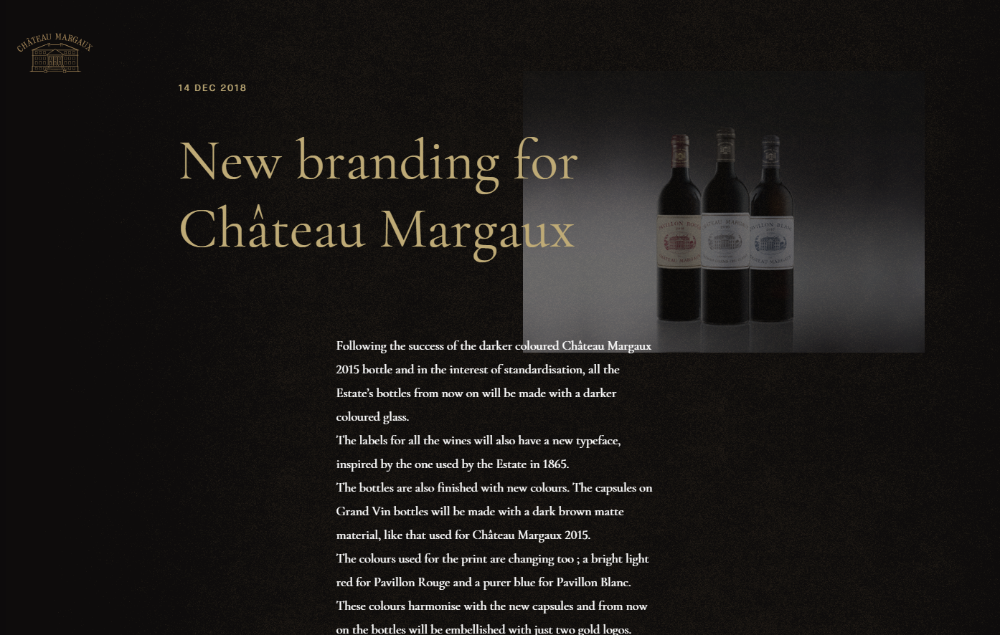 CHÂTEAU MARGAUX
14 DEC 2018
New branding for
Château Margaux
PAVILLON ROUGE
CHÂTEAU MARGAUX
PAVILLON BLANC
Following the success of the darker coloured Château Margaux
2015 bottle and in the interest of standardisation, all the
Estate’s bottles from now on will be made with a darker
coloured glass.
The labels for all the wines will also have a new typeface,
inspired by the one used by the Estate in 1865.
The bottles are also finished with new colours. The capsules on
Grand Vin bottles will be made with a dark brown matte
material, like that used for Château Margaux 2015.
The colours used for the print are changing too ; a bright light
red for Pavillon Rouge and a purer blue for Pavillon Blanc.
These colours harmonise with the new capsules and from now
on the bottles will be embellished with just two gold logos.